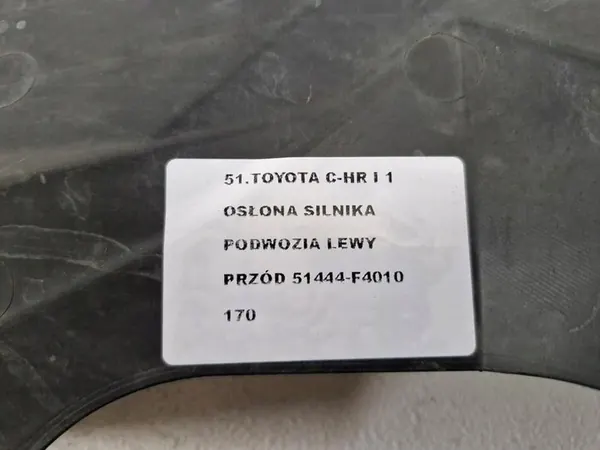 51.TOYOTA C-HR I 1
OSŁONA SILNIKA
PODWOZIA LEWY
PRZÓD 51444-F4010
170